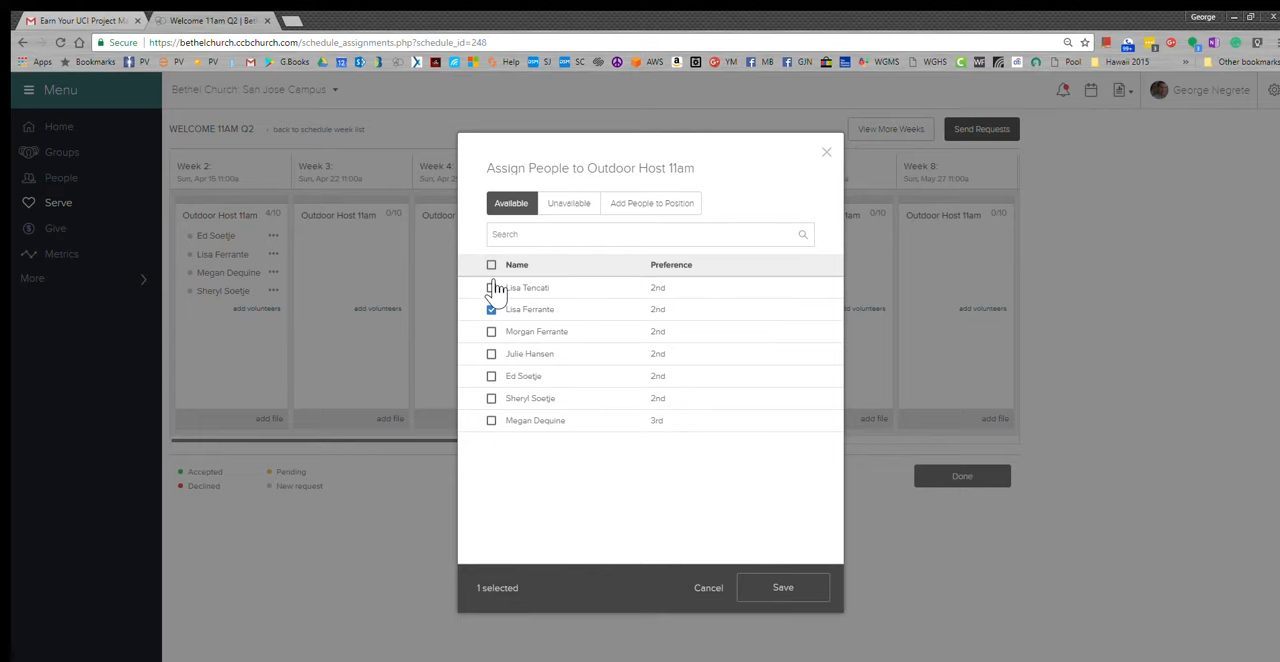 George
Earn Your UCI Project Ma
Welcome 11am Q2 | Bet
Secure https://bethelchurch.ccbchurch.com/schedule_assignments.php?schedule_id=248
Apps Bookmarks PV PV PV G.Books SJ Help SJ SC AWS YM MB GJN WGMS WGHS WF Pool Hawaii 2015 » Other bookmarks
Menu
Bethel Church: San Jose Campus
George Negrete
Home
Groups
People
Serve
Give
Metrics
More
WELCOME 11AM Q2 ‹ back to schedule week list
View More Weeks
Send Requests
Week 2:
Sun, Apr 15 11:00a
Week 3:
Sun, Apr 22 11:00a
Week 4:
Week 8:
Sun, May 27 11:00a
Outdoor Host 11am 4/10
Ed Soetje
Lisa Ferrante
Megan Dequine
Sheryl Soetje
add volunteers
add file
Outdoor Host 11am 0/10
add volunteers
add file
Outdoor Host 11am 0/10
add volunteers
add file
Accepted
Pending
Declined
New request
Done
Assign People to Outdoor Host 11am
Available
Unavailable
Add People to Position
Search
Name Preference
Lisa Tencati 2nd
Lisa Ferrante 2nd
Morgan Ferrante 2nd
Julie Hansen 2nd
Ed Soetje 2nd
Sheryl Soetje 2nd
Megan Dequine 3rd
1 selected
Cancel
Save